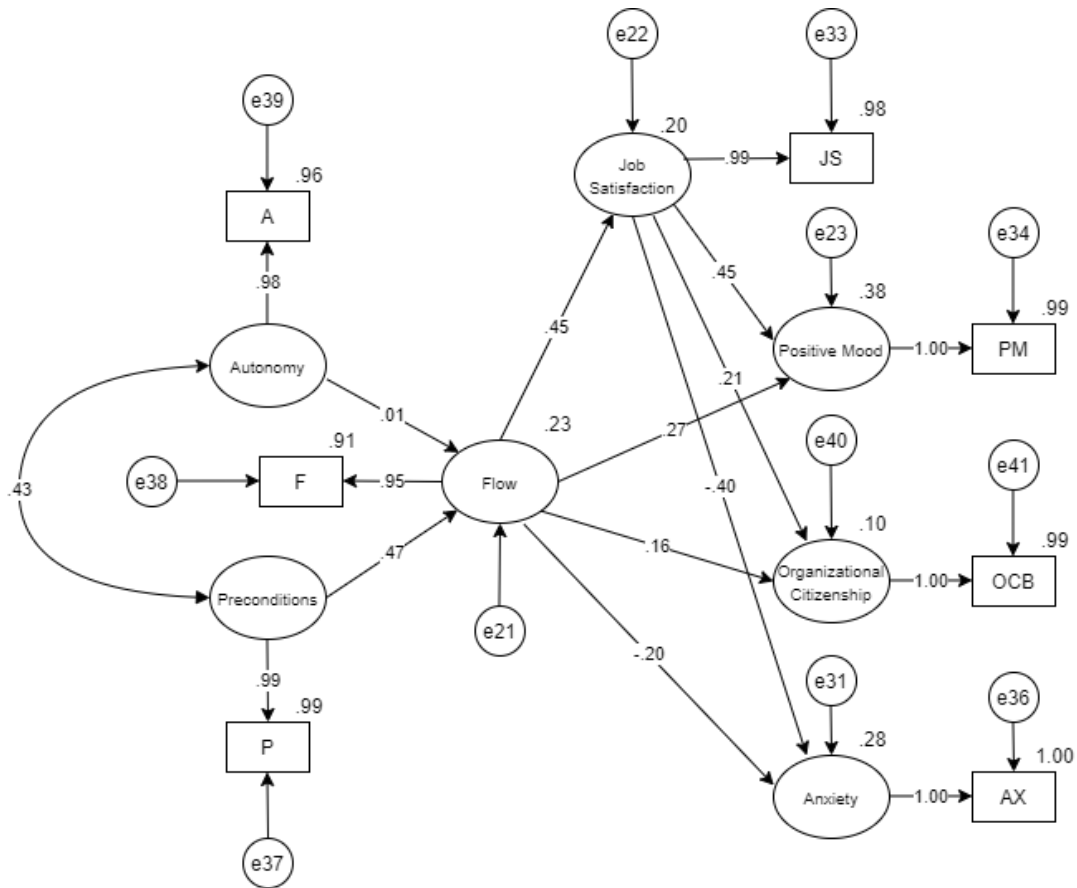 e22
e33
.98
e39
.20
Job
Satisfaction
.99
JS
.96
A
e23
e34
.98
.45
.38
.99
Positive Mood
1.00
PM
.45
Autonomy
.21
.01
.23
.27
e40
.91
e41
e38
F
.95
Flow
.43
-.40
.10
.99
.47
.16
Organizational
Citizenship
1.00
OCB
Preconditions
e21
-.20
.99
e31
e36
.99
.28
1.00
P
Anxiety
1.00
AX
e37